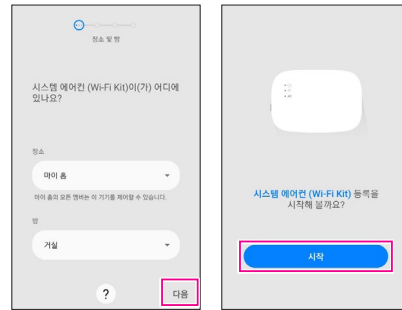 장소 및 방
시스템 에어컨 (Wi-Fi Kit)이(가) 어디에
있나요?
장소
마이 홈
마이 홈의 모든 멤버는 이 기기를 제어할 수 있습니다.
방
거실
?
다음
시스템 에어컨 (Wi-Fi Kit) 등록을
시작해 볼까요?
시작